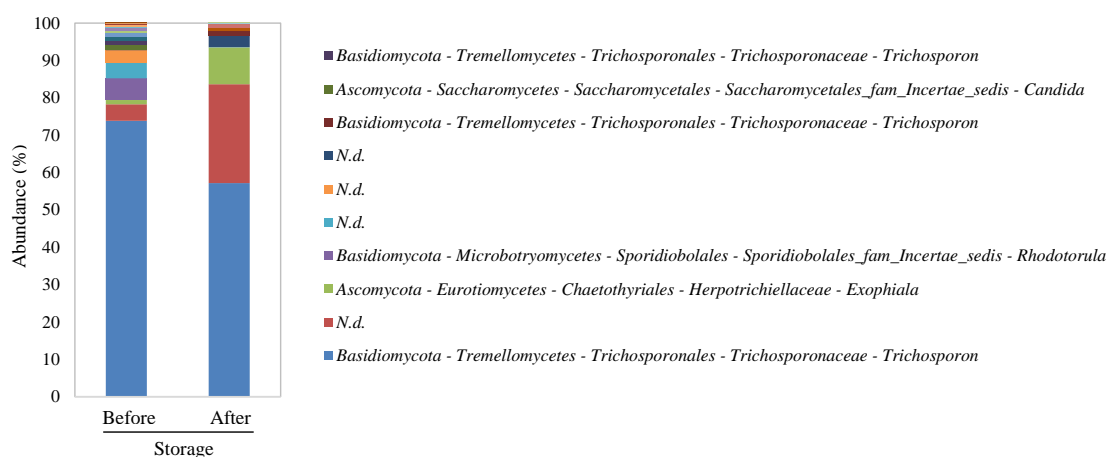 100
90
80
70
60
50
40
30
20
10
0
Abundance (%)
Before After
Storage
Basidiomycota - Tremellomycetes - Trichosporonales - Trichosporonaceae - Trichosporon
Ascomycota - Saccharomycetes - Saccharomycetales - Saccharomycetales_fam_Incertae_sedis - Candida
Basidiomycota - Tremellomycetes - Trichosporonales - Trichosporonaceae - Trichosporon
N.d.
N.d.
N.d.
Basidiomycota - Microbotryomycetes - Sporidiobolales - Sporidiobolales_fam_Incertae_sedis - Rhodotorula
Ascomycota - Eurotiomycetes - Chaetothyriales - Herpotrichiellaceae - Exophiala
N.d.
Basidiomycota - Tremellomycetes - Trichosporonales - Trichosporonaceae - Trichosporon